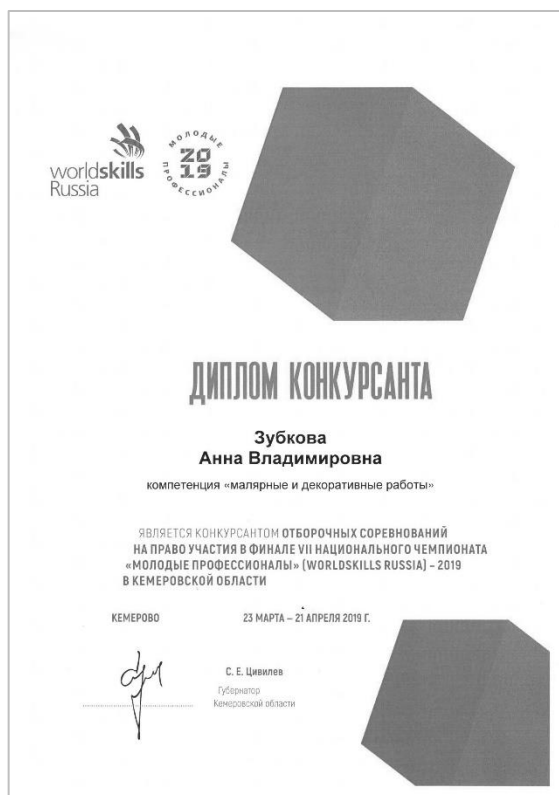 worldskills
Russia
МОЛОДЫЕ
20
19
ПРОФЕССИОНАЛЫ
ДИПЛОМ КОНКУРСАНТА
Зубкова
Анна Владимировна
компетенция «малярные и декоративные работы»
ЯВЛЯЕТСЯ КОНКУРСАНТОМ ОТБОРОЧНЫХ СОРЕВНОВАНИЙ
НА ПРАВО УЧАСТИЯ В ФИНАЛЕ VII НАЦИОНАЛЬНОГО ЧЕМПИОНАТА
«МОЛОДЫЕ ПРОФЕССИОНАЛЫ» (WORLDSKILLS RUSSIA) – 2019
В КЕМЕРОВСКОЙ ОБЛАСТИ
КЕМЕРОВО 23 МАРТА – 21 АПРЕЛЯ 2019 Г.
С. Е. Цивилев
Губернатор
Кемеровской области